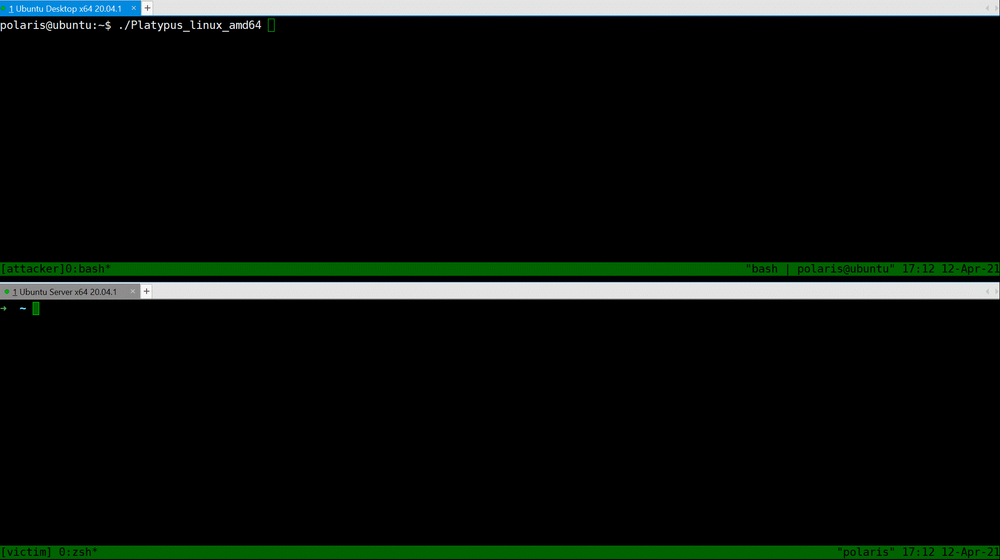 1 Ubuntu Desktop x64 20.04.1 × +
polaris@ubuntu:~$ ./Platypus_linux_amd64
[attacker]0:bash* "bash | polaris@ubuntu" 17:12 12-Apr-21
1 Ubuntu Server x64 20.04.1 × +
➜ ~
[victim] 0:zsh* "polaris" 17:12 12-Apr-21